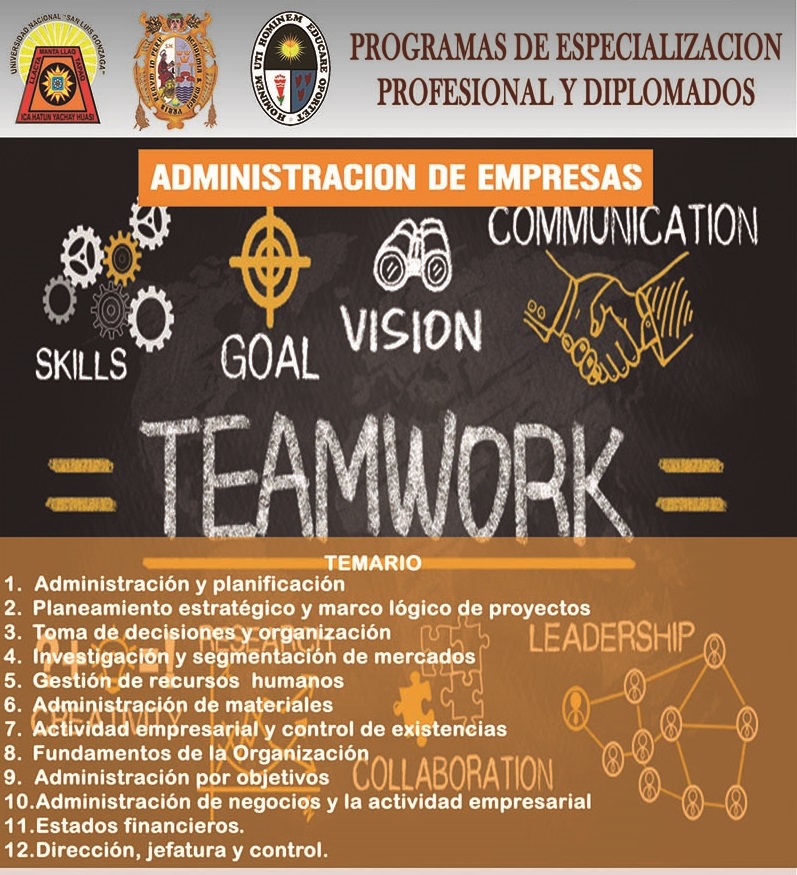 UNIVERSIDAD NACIONAL "SAN LUIS GONZAGA"
MANTA LLAQ
LLACTA
YACHAY
ICA HATUN YACHAY HUASI
HOMINEM UTI HOMINEM EDUCARE OPORTET
PROGRAMAS DE ESPECIALIZACION
PROFESIONAL Y DIPLOMADOS
ADMINISTRACION DE EMPRESAS
COMMUNICATION
VISION
GOAL
SKILLS
TEAMWORK
TEMARIO
1. Administración y planificación
2. Planeamiento estratégico y marco lógico de proyectos
3. Toma de decisiones y organización
RESEARCH
LEADERSHIP
4. Investigación y segmentación de mercados
5. Gestión de recursos humanos
6. Administración de materiales
CREATIVITY
7. Actividad empresarial y control de existencias
8. Fundamentos de la Organización
9. Administración por objetivos
COLLABORATION
10.Administración de negocios y la actividad empresarial
11.Estados financieros.
12.Dirección, jefatura y control.